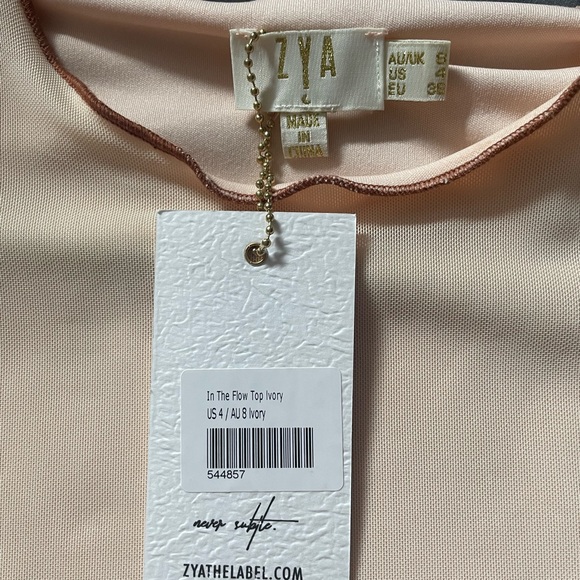 ZYA
AU/UK 8
US 4
EU 36
MADE
IN
CHINA
In The Flow Top Ivory
US 4 / AU 8 Ivory
544857
never subtle.
ZYATHELABEL.COM